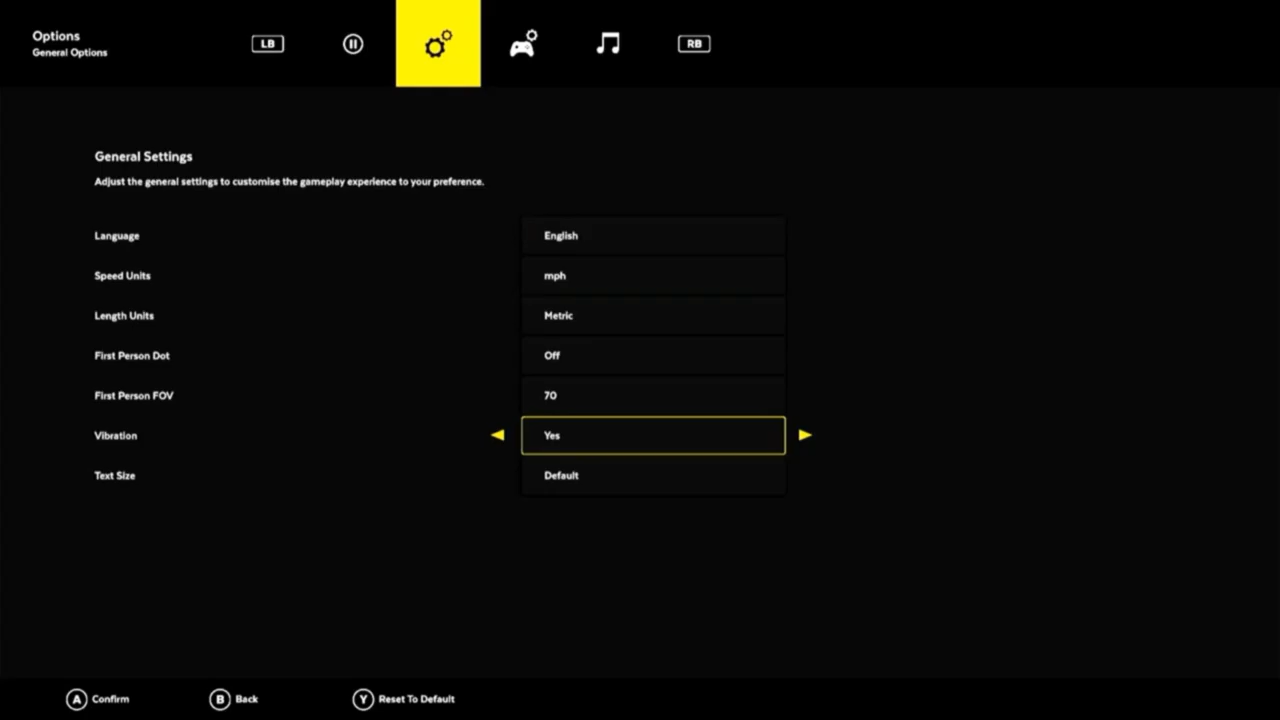 Options
General Options
LB
RB
General Settings
Adjust the general settings to customise the gameplay experience to your preference.
Language English
Speed Units mph
Length Units Metric
First Person Dot Off
First Person FOV 70
Vibration Yes
Text Size Default
A Confirm B Back Y Reset To Default